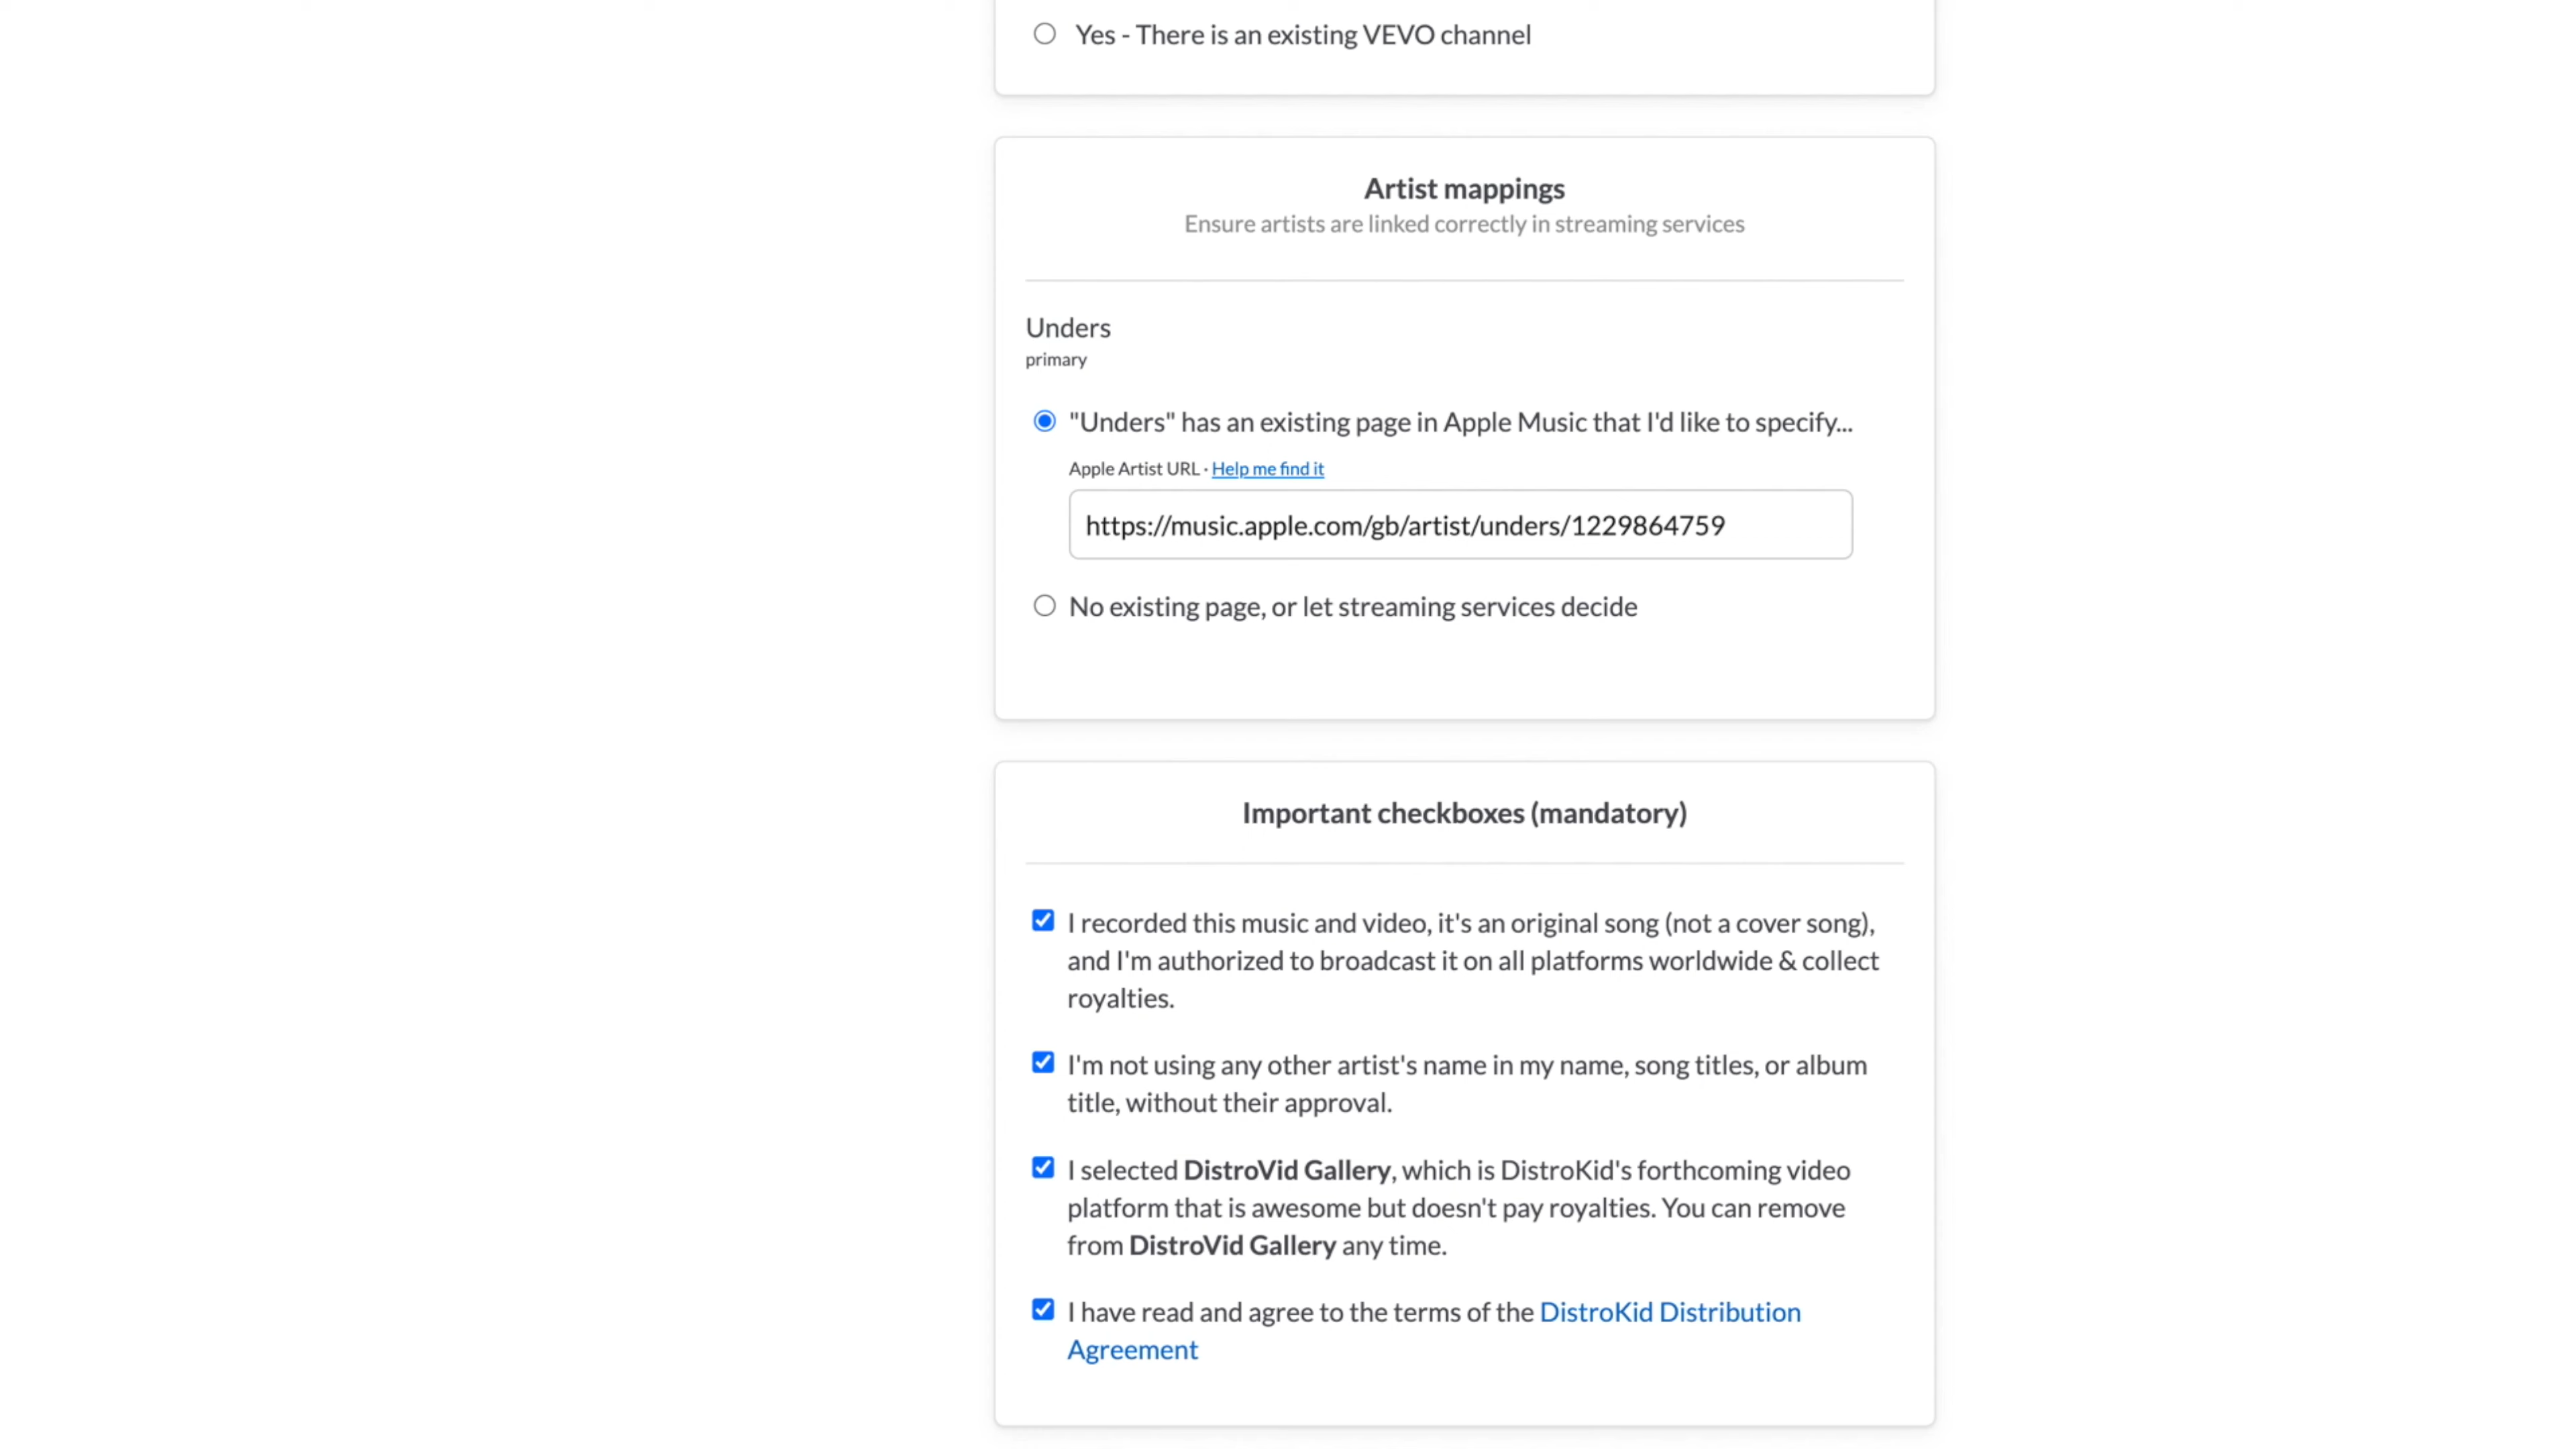 Yes - There is an existing VEVO channel
Artist mappings
Ensure artists are linked correctly in streaming services
Unders
primary
"Unders" has an existing page in Apple Music that I'd like to specify...
Apple Artist URL · Help me find it
https://music.apple.com/gb/artist/unders/1229864759
No existing page, or let streaming services decide
Important checkboxes (mandatory)
I recorded this music and video, it's an original song (not a cover song),
and I'm authorized to broadcast it on all platforms worldwide & collect
royalties.
I'm not using any other artist's name in my name, song titles, or album
title, without their approval.
I selected DistroVid Gallery, which is DistroKid's forthcoming video
platform that is awesome but doesn't pay royalties. You can remove
from DistroVid Gallery any time.
I have read and agree to the terms of the DistroKid Distribution
Agreement